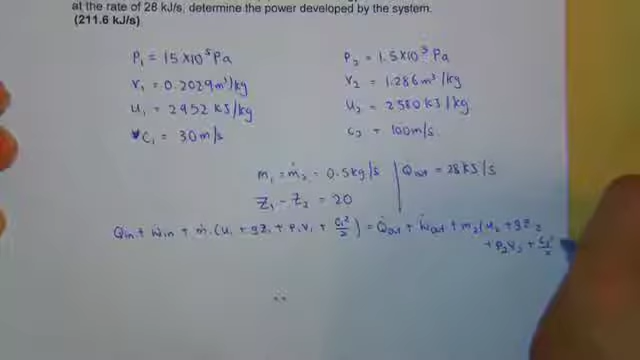 at the rate of 28 kJ/s, determine the power developed by the system.
(211.6 kJ/s)
P₁ = 15 x10⁵ Pa
P₂ = 1.5 x10⁵ Pa
V₁ = 0.2029 m³/kg
V₂ = 1.286 m³/kg
u₁ = 2952 kJ/kg
u₂ = 2580 kJ/kg
C₁ = 30 m/s
C₂ = 100 m/s.
ṁ₁ = ṁ₂ = 0.5 kg/s
Q̇out = 28 kJ/s
Z₁ - Z₂ = 20
Q̇in + Ẇin + ṁ₁(u₁ + gZ₁ + P₁V₁ + C₁²/2) = Q̇out + Ẇout + ṁ₂(u₂ + gZ₂
+ P₂V₂ + C₂²/2